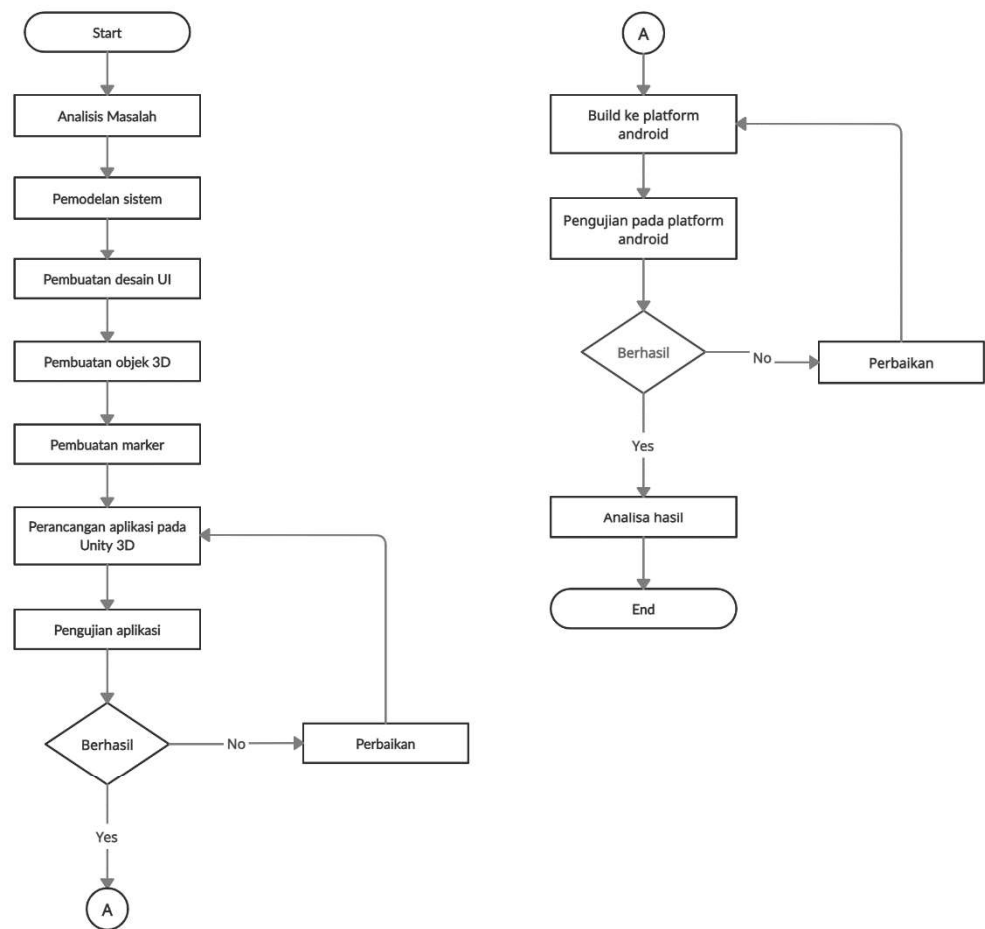 Start
Analisis Masalah
Pemodelan sistem
Pembuatan desain UI
Pembuatan objek 3D
Pembuatan marker
Perancangan aplikasi pada
Unity 3D
Pengujian aplikasi
Berhasil
No
Perbaikan
Yes
A
A
Build ke platform
android
Pengujian pada platform
android
Berhasil
No
Perbaikan
Yes
Analisa hasil
End